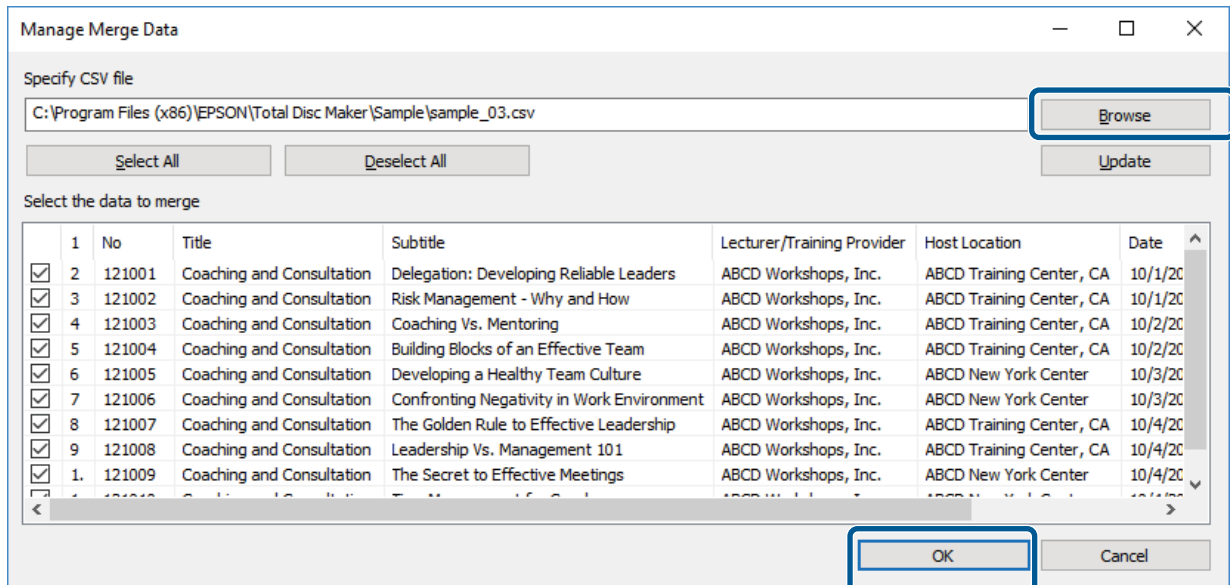 Manage Merge Data
Specify CSV file
C:\Program Files (x86)\EPSON\Total Disc Maker\Sample\sample_03.csv Browse
Select All Deselect All Update
Select the data to merge
1 No Title Subtitle Lecturer/Training Provider Host Location Date
2 121001 Coaching and Consultation Delegation: Developing Reliable Leaders ABCD Workshops, Inc. ABCD Training Center, CA 10/1/20
3 121002 Coaching and Consultation Risk Management - Why and How ABCD Workshops, Inc. ABCD Training Center, CA 10/1/20
4 121003 Coaching and Consultation Coaching Vs. Mentoring ABCD Workshops, Inc. ABCD Training Center, CA 10/2/20
5 121004 Coaching and Consultation Building Blocks of an Effective Team ABCD Workshops, Inc. ABCD Training Center, CA 10/2/20
6 121005 Coaching and Consultation Developing a Healthy Team Culture ABCD Workshops, Inc. ABCD New York Center 10/3/20
7 121006 Coaching and Consultation Confronting Negativity in Work Environment ABCD Workshops, Inc. ABCD New York Center 10/3/20
8 121007 Coaching and Consultation The Golden Rule to Effective Leadership ABCD Workshops, Inc. ABCD Training Center, CA 10/4/20
9 121008 Coaching and Consultation Leadership Vs. Management 101 ABCD Workshops, Inc. ABCD Training Center, CA 10/4/20
1. 121009 Coaching and Consultation The Secret to Effective Meetings ABCD Workshops, Inc. ABCD New York Center 10/4/20
OK Cancel